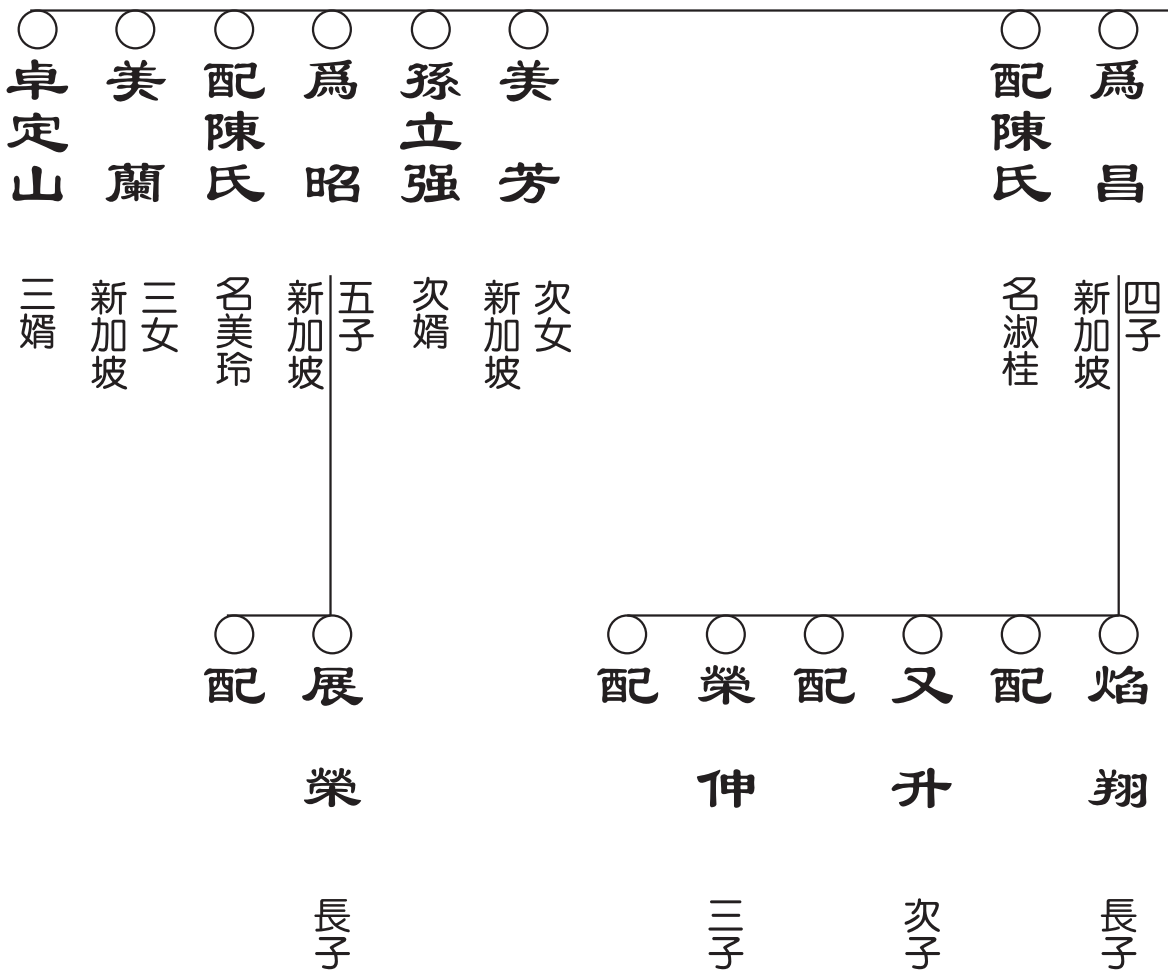 爲昌
四子
新加坡
配陳氏
名淑桂
美芳
次女
新加坡
孫立强
次婿
爲昭
五子
新加坡
配陳氏
名美玲
美蘭
三女
新加坡
卓定山
三婿
焰翔
長子
配
又升
次子
配
榮伸
三子
配
展榮
長子
配